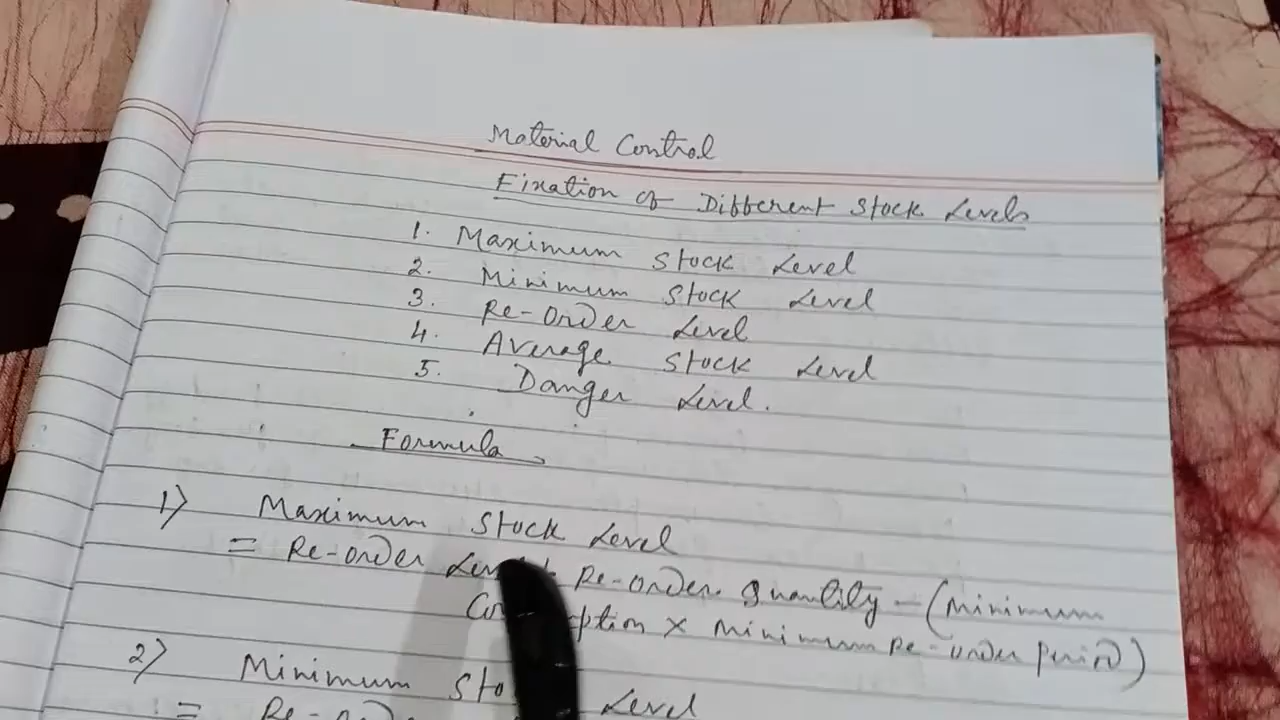 Material Control
Fixation of Different Stock Levels
1. Maximum Stock Level
2. Minimum Stock Level
3. Re-order Level
4. Average Stock Level
5. Danger Level.
Formula
1) Maximum Stock Level
= Re-order + Re-order quantity - (Minimum
× Minimum Re-order period)
2) Minimum Level
=